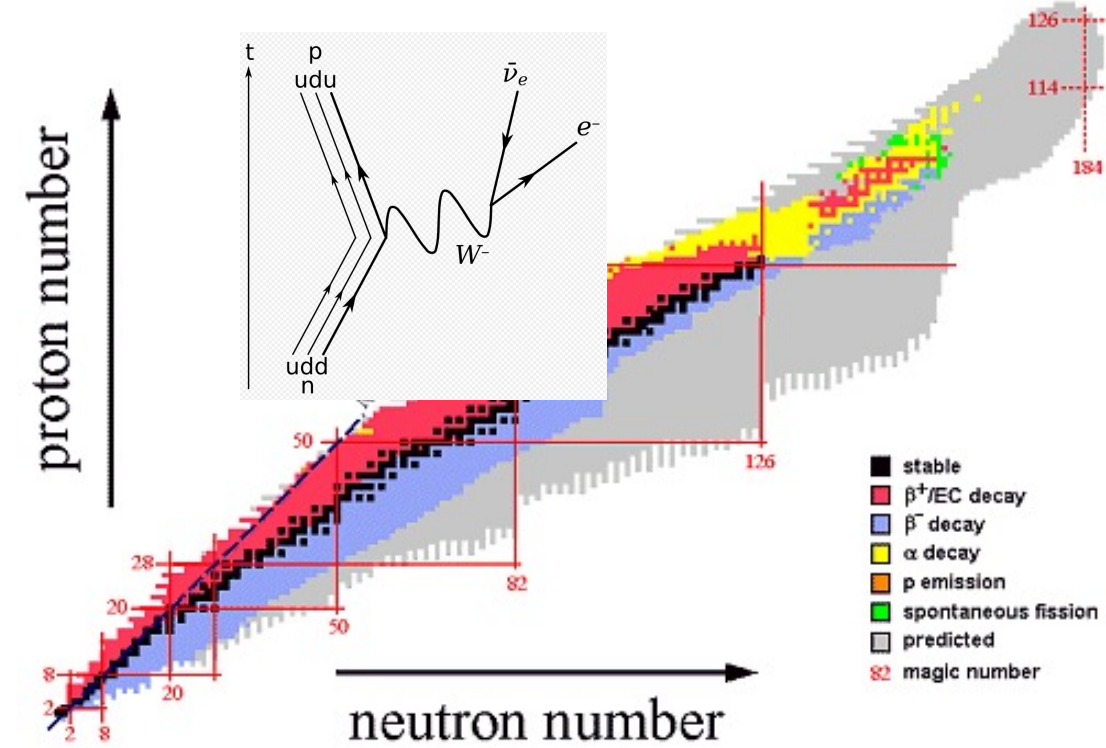 126
114
184
t
p
udu
ν̄ₑ
e⁻
W⁻
udd
n
proton number
50
126
28
82
20
50
8
20
2
2
8
neutron number
stable
β⁺/EC decay
β⁻ decay
α decay
p emission
spontaneous fission
predicted
82 magic number